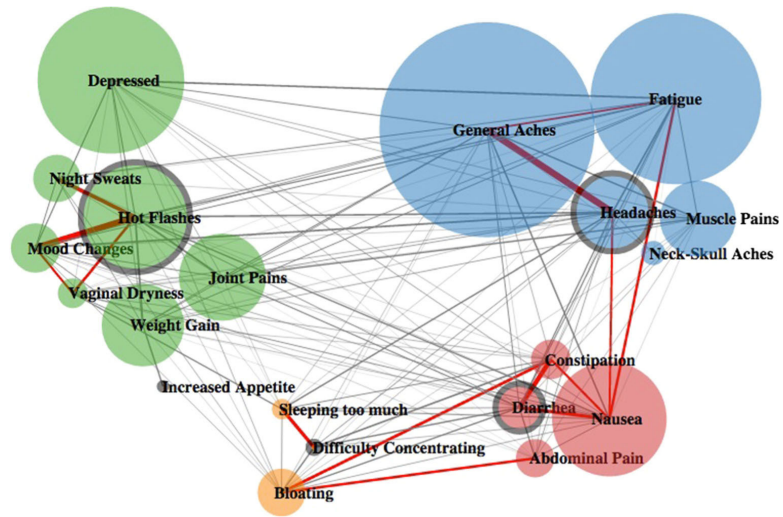 Depressed
Fatigue
General Aches
Night Sweats
Hot Flashes
Headaches
Muscle Pains
Mood Changes
Neck-Skull Aches
Joint Pains
Vaginal Dryness
Weight Gain
Constipation
Increased Appetite
Sleeping too much
Diarrhea
Nausea
Difficulty Concentrating
Abdominal Pain
Bloating